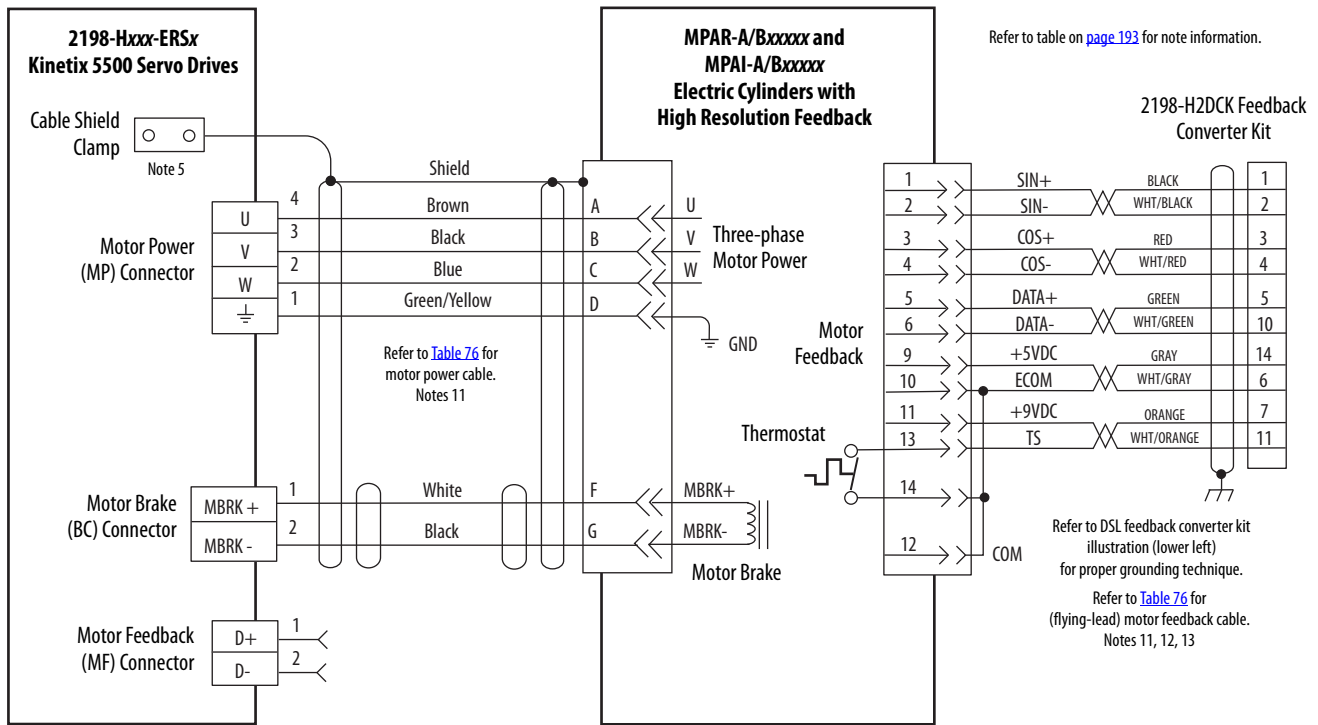 2198-Hxxx-ERSx
Kinetix 5500 Servo Drives
MPAR-A/Bxxxxx and
MPAI-A/Bxxxxx
Electric Cylinders with
High Resolution Feedback
Refer to table on page 193 for note information.
2198-H2DCK Feedback
Converter Kit
Cable Shield
Clamp
Note 5
Shield
Motor Power
(MP) Connector
U
V
W
4
3
2
1
Brown
Black
Blue
Green/Yellow
A
B
C
D
U
V
W
Three-phase
Motor Power
GND
Refer to Table 76 for
motor power cable.
Notes 11
Motor Brake
(BC) Connector
MBRK +
MBRK -
1
2
White
Black
F
G
MBRK+
MBRK-
Motor Brake
Motor Feedback
(MF) Connector
D+
D-
1
2
Motor
Feedback
Thermostat
1 SIN+ BLACK 1
2 SIN- WHT/BLACK 2
3 COS+ RED 3
4 COS- WHT/RED 4
5 DATA+ GREEN 5
6 DATA- WHT/GREEN 10
9 +5VDC GRAY 14
10 ECOM WHT/GRAY 6
11 +9VDC ORANGE 7
13 TS WHT/ORANGE 11
14
12 COM
Refer to DSL feedback converter kit
illustration (lower left)
for proper grounding technique.
Refer to Table 76 for
(flying-lead) motor feedback cable.
Notes 11, 12, 13